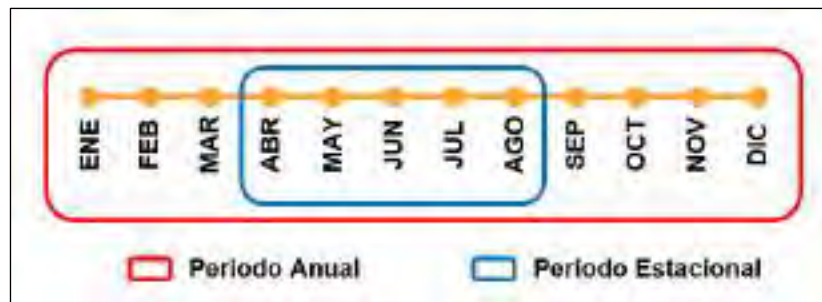 ENE FEB MAR ABR MAY JUN JUL AGO SEP OCT NOV DIC
Periodo Anual Periodo Estacional